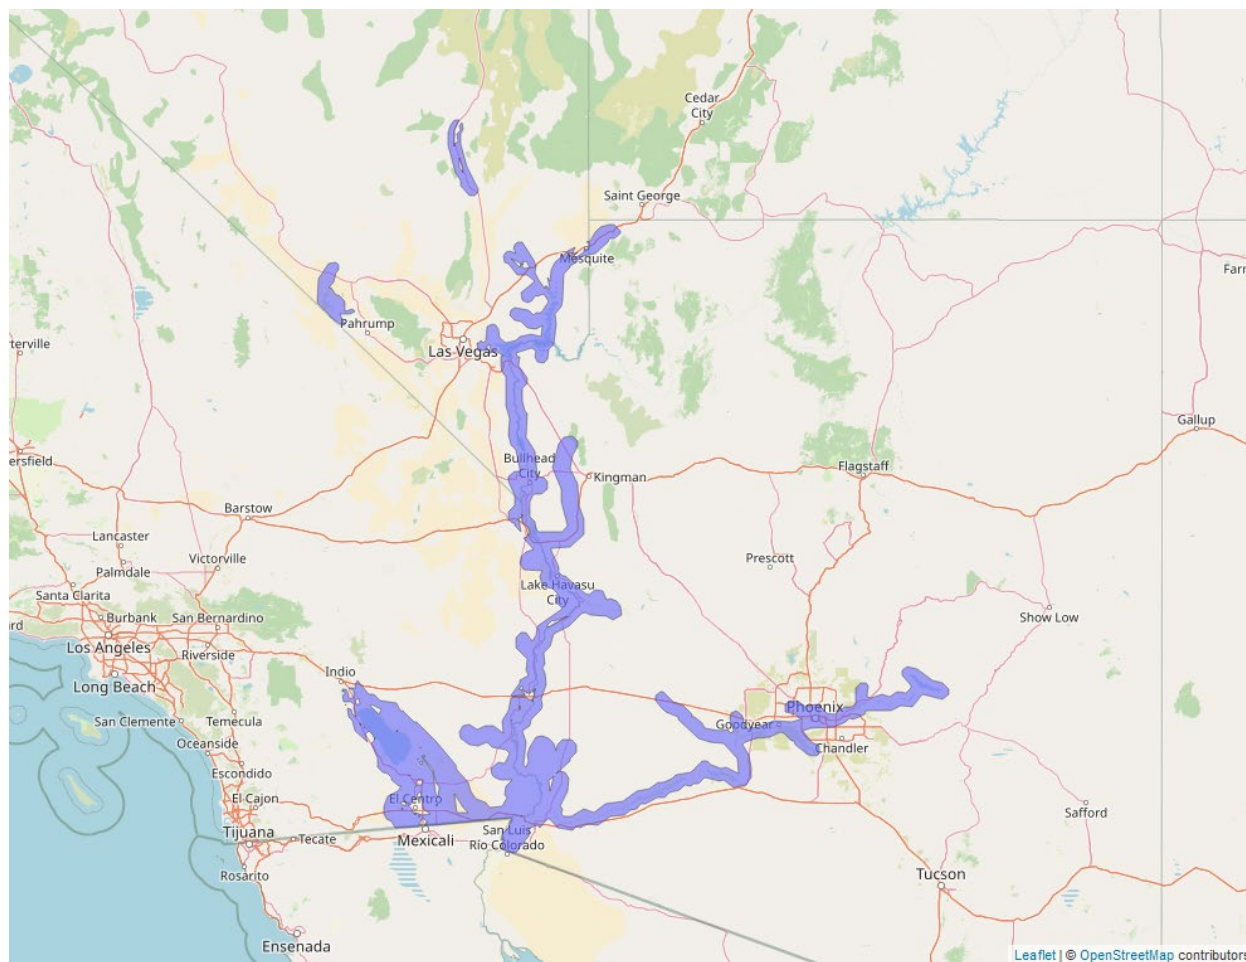 Cedar
City
Saint George
Mesquite
Farr
Pahrump
terville
Las Vegas
Gallup
ersfield
Bullhead
City
Kingman
Flagstaff
Barstow
Lancaster
Victorville
Prescott
Palmdale
Lake Havasu
City
Santa Clarita
Show Low
Burbank
San Bernardino
ard
Los Angeles
Riverside
Indio
Long Beach
Phoenix
San Clemente
Temecula
Goodyear
Oceanside
Chandler
Escondido
El Cajon
El Centro
Safford
Tijuana
Tecate
Mexicali
San Luis
Río Colorado
Rosarito
Tucson
Ensenada
Leaflet | © OpenStreetMap contributors